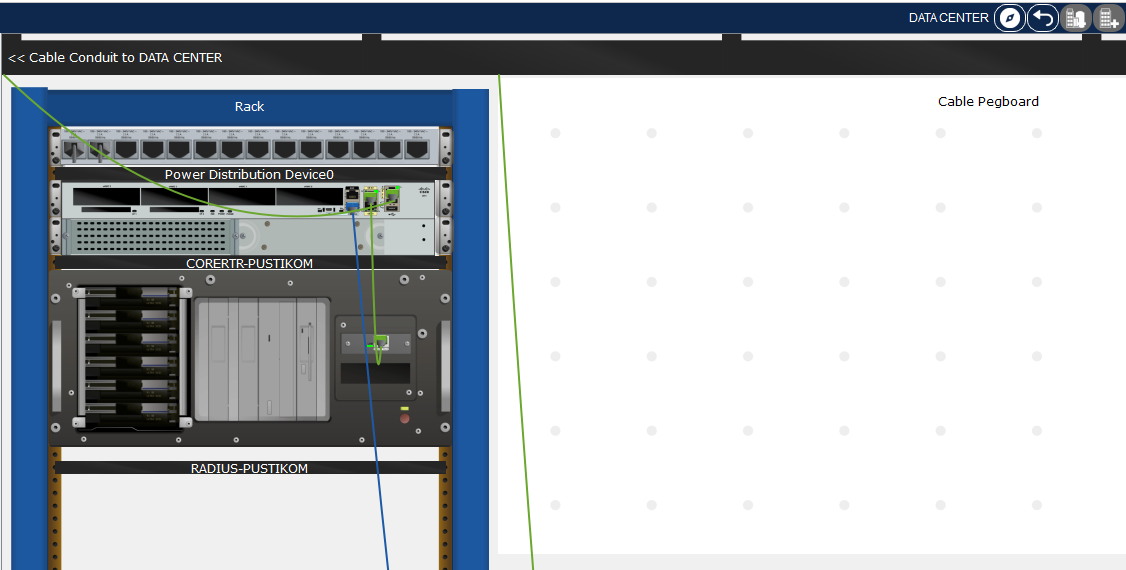 DATA CENTER
<< Cable Conduit to DATA CENTER
Rack
Cable Pegboard
Power Distribution Device0
CORERTR-PUSTIKOM
RADIUS-PUSTIKOM